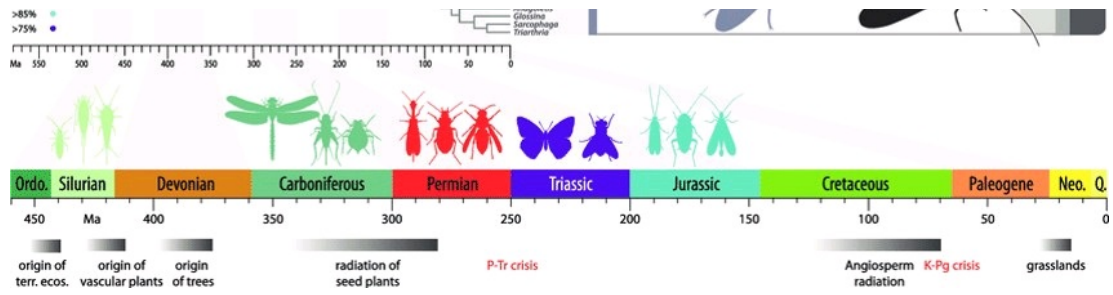 >85%
>75%
Glossina
Sarcophaga
Triarthria
Ma 550 500 450 400 350 300 250 200 150 100 50 0
Ordo. Silurian Devonian Carboniferous Permian Triassic Jurassic Cretaceous Paleogene Neo. Q.
450 Ma 400 350 300 250 200 150 100 50 0
origin of terr. ecos.
origin of vascular plants
origin of trees
radiation of seed plants
P-Tr crisis
Angiosperm radiation
K-Pg crisis
grasslands